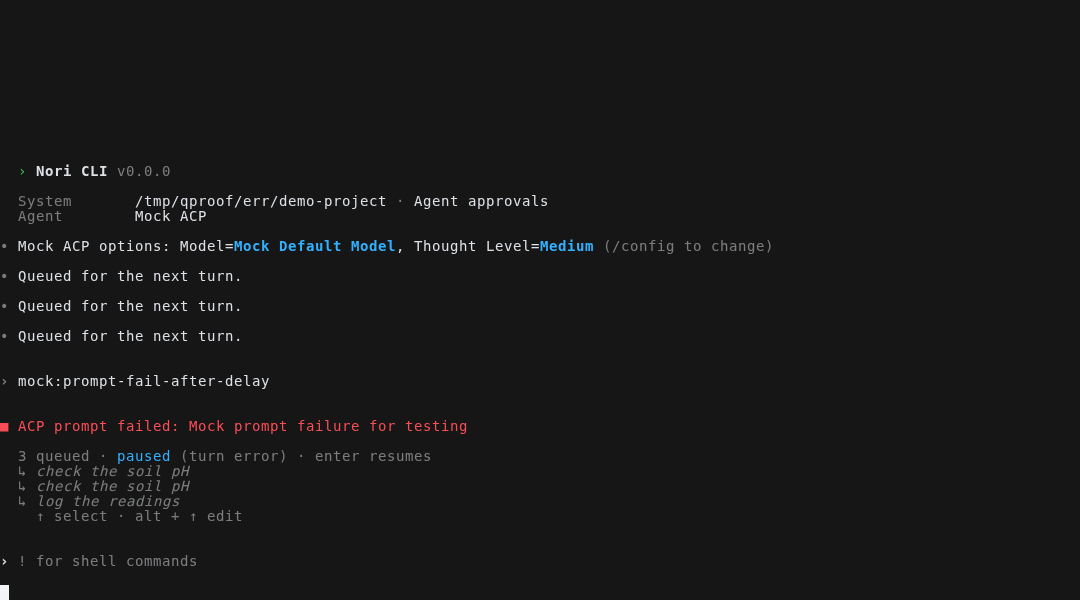 › Nori CLI v0.0.0
System /tmp/qproof/err/demo-project · Agent approvals
Agent Mock ACP
• Mock ACP options: Model=Mock Default Model, Thought Level=Medium (/config to change)
• Queued for the next turn.
• Queued for the next turn.
• Queued for the next turn.
› mock:prompt-fail-after-delay
■ ACP prompt failed: Mock prompt failure for testing
3 queued · paused (turn error) · enter resumes
↳ check the soil pH
↳ check the soil pH
↳ log the readings
↑ select · alt + ↑ edit
› ! for shell commands